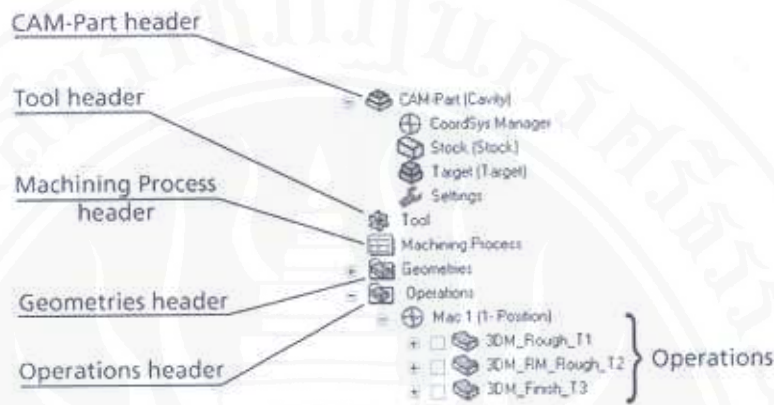 CAM-Part header
Tool header
Machining Process
header
Geometries header
Operations header
CAM-Part (Cavity)
CoordSys Manager
Stock (Stock)
Target (Target)
Settings
Tool
Machining Process
Geometries
Operations
Mac 1 (1- Position)
3DM_Rough_T1
3DM_RM_Rough_T2
3DM_Finish_T3
Operations